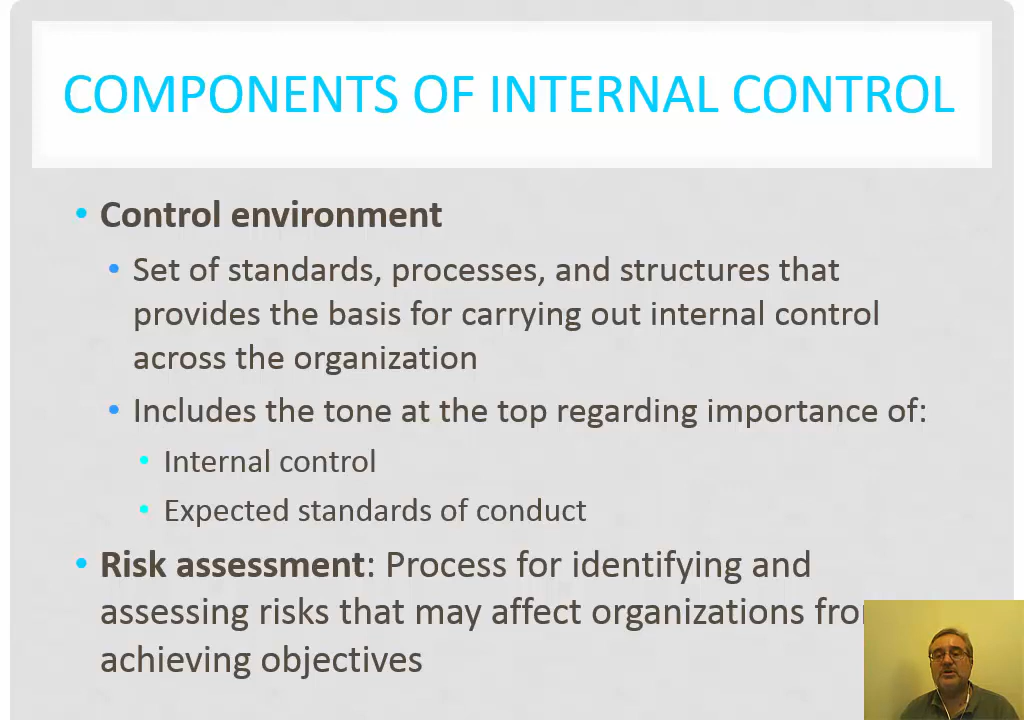 COMPONENTS OF INTERNAL CONTROL
• Control environment
• Set of standards, processes, and structures that
provides the basis for carrying out internal control
across the organization
• Includes the tone at the top regarding importance of:
• Internal control
• Expected standards of conduct
• Risk assessment: Process for identifying and
assessing risks that may affect organizations
achieving objectives